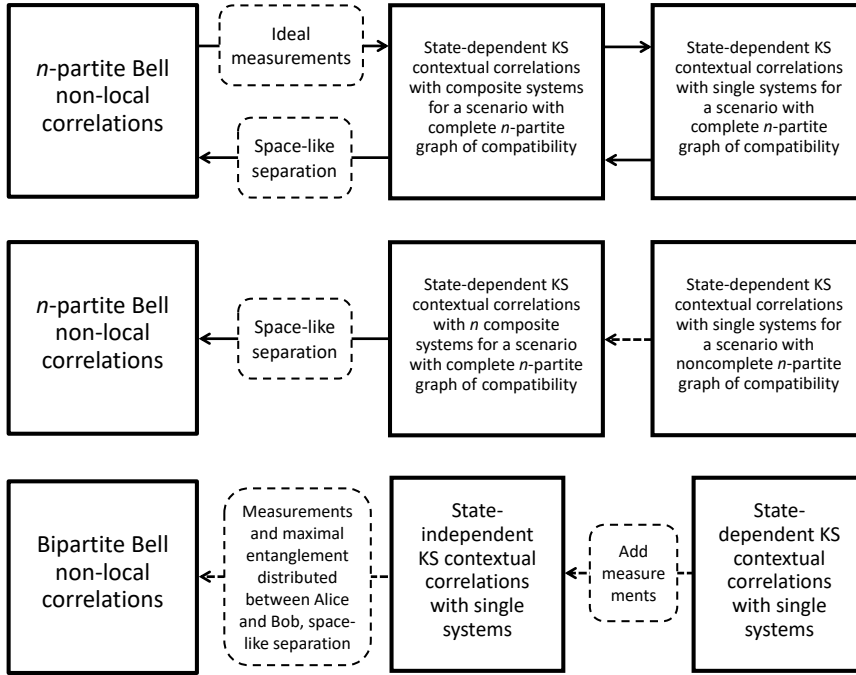 n-partite Bell
non-local
correlations
Ideal
measurements
Space-like
separation
State-dependent KS
contextual correlations
with composite systems
for a scenario with
complete n-partite
graph of compatibility
State-dependent KS
contextual correlations
with single systems for
a scenario with
complete n-partite
graph of compatibility
n-partite Bell
non-local
correlations
Space-like
separation
State-dependent KS
contextual correlations
with n composite
systems for a scenario
with complete n-partite
graph of compatibility
State-dependent KS
contextual correlations
with single systems for
a scenario with
noncomplete n-partite
graph of compatibility
Bipartite Bell
non-local
correlations
Measurements
and maximal
entanglement
distributed
between Alice
and Bob, space-
like separation
State-
independent
KS contextual
correlations
with single
systems
Add
measure
ments
State-
dependent KS
contextual
correlations
with single
systems